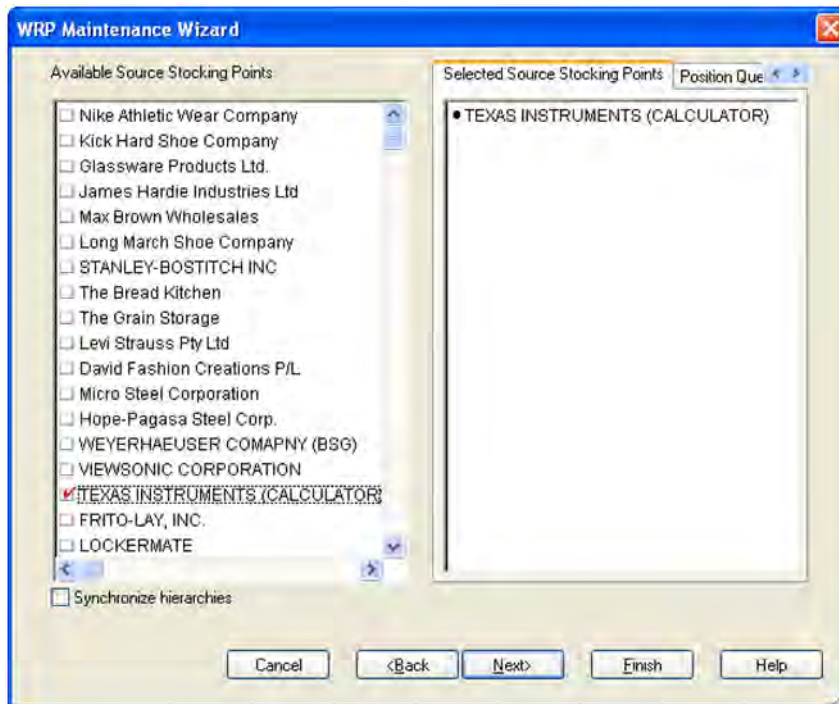 WRP Maintenance Wizard
Available Source Stocking Points
Nike Athletic Wear Company
Kick Hard Shoe Company
Glassware Products Ltd.
James Hardie Industries Ltd
Max Brown Wholesales
Long March Shoe Company
STANLEY-BOSTITCH INC
The Bread Kitchen
The Grain Storage
Levi Strauss Pty Ltd
David Fashion Creations P/L
Micro Steel Corporation
Hope-Pagasa Steel Corp.
WEYERHAEUSER COMAPNY (BSG)
VIEWSONIC CORPORATION
TEXAS INSTRUMENTS (CALCULATOR)
FRITO-LAY, INC.
LOCKERMATE
Synchronize hierarchies
Selected Source Stocking Points Position Que
• TEXAS INSTRUMENTS (CALCULATOR)
Cancel <Back Next> Finish Help